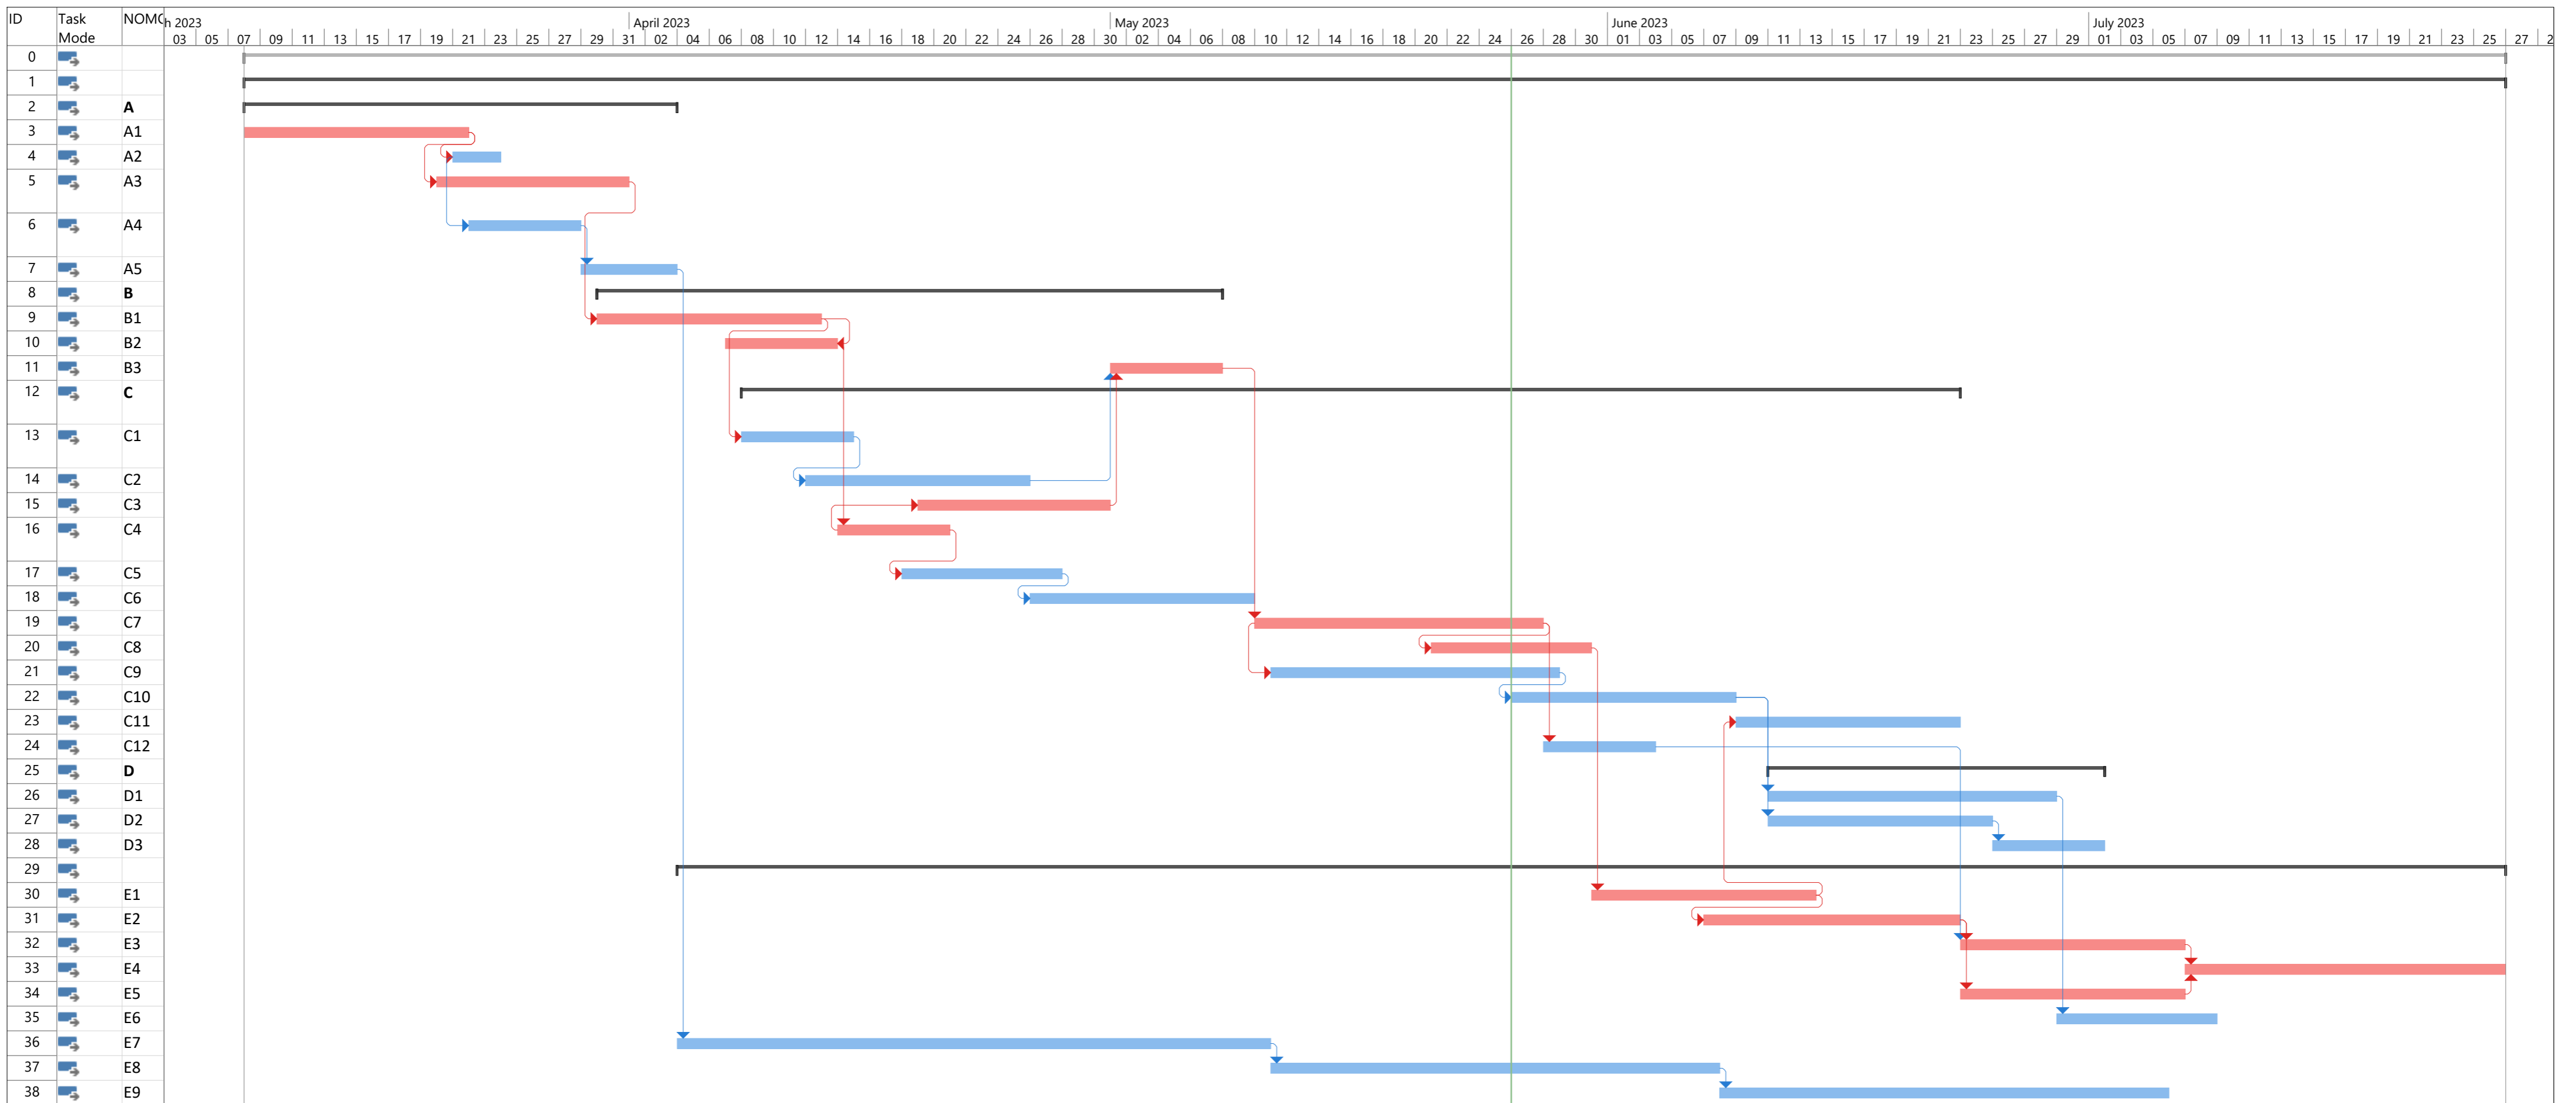 ID Task Mode NOMC h 2023 April 2023 May 2023 June 2023 July 2023
03 05 07 09 11 13 15 17 19 21 23 25 27 29 31 02 04 06 08 10 12 14 16 18 20 22 24 26 28 30 02 04 06 08 10 12 14 16 18 20 22 24 26 28 30 01 03 05 07 09 11 13 15 17 19 21 23 25 27 29 01 03 05 07 09 11 13 15 17 19 21 23 25 27 2
0
1
2 A
3 A1
4 A2
5 A3
6 A4
7 A5
8 B
9 B1
10 B2
11 B3
12 C
13 C1
14 C2
15 C3
16 C4
17 C5
18 C6
19 C7
20 C8
21 C9
22 C10
23 C11
24 C12
25 D
26 D1
27 D2
28 D3
29
30 E1
31 E2
32 E3
33 E4
34 E5
35 E6
36 E7
37 E8
38 E9